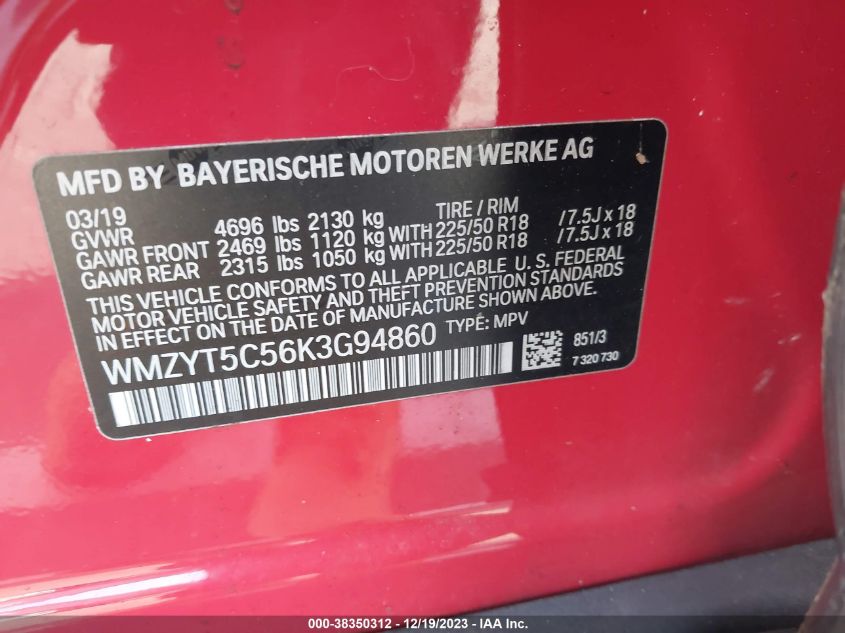 MFD BY BAYERISCHE MOTOREN WERKE AG
03/19 TIRE / RIM
GVWR 4696 lbs 2130 kg
GAWR FRONT 2469 lbs 1120 kg WITH 225/50 R18 /7.5J x 18
GAWR REAR 2315 lbs 1050 kg WITH 225/50 R18 /7.5J x 18
THIS VEHICLE CONFORMS TO ALL APPLICABLE U. S. FEDERAL
MOTOR VEHICLE SAFETY AND THEFT PREVENTION STANDARDS
IN EFFECT ON THE DATE OF MANUFACTURE SHOWN ABOVE.
WMZYT5C56K3G94860 TYPE: MPV
851/3
7 320 730
000-38350312 - 12/19/2023 - IAA Inc.